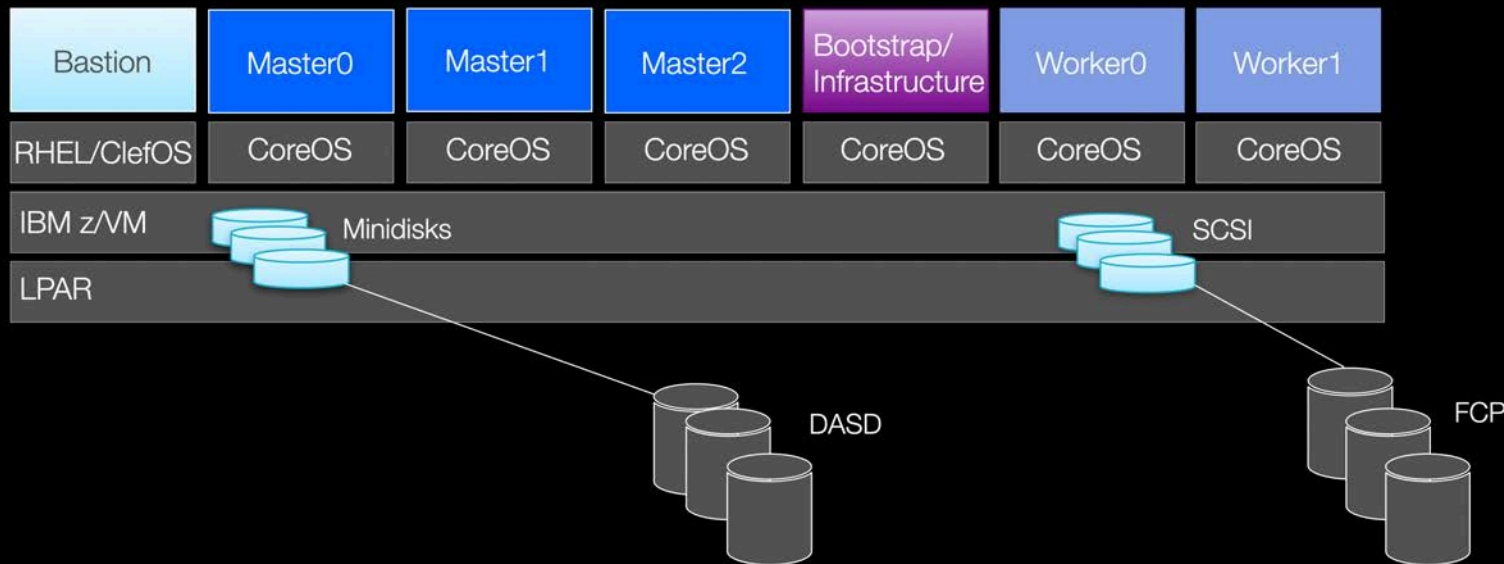 Bastion
Master0
Master1
Master2
Bootstrap/
Infrastructure
Worker0
Worker1
RHEL/ClefOS
CoreOS
CoreOS
CoreOS
CoreOS
CoreOS
CoreOS
IBM z/VM
Minidisks
SCSI
LPAR
DASD
FCP